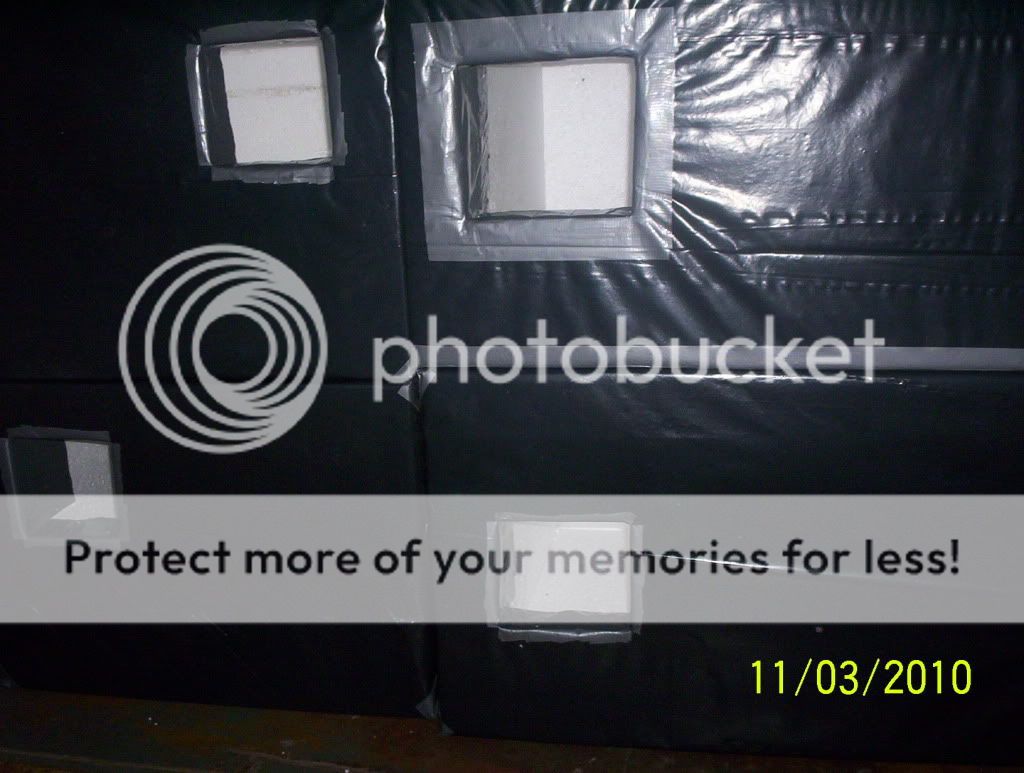 photobucket
Protect more of your memories for less!
11/03/2010